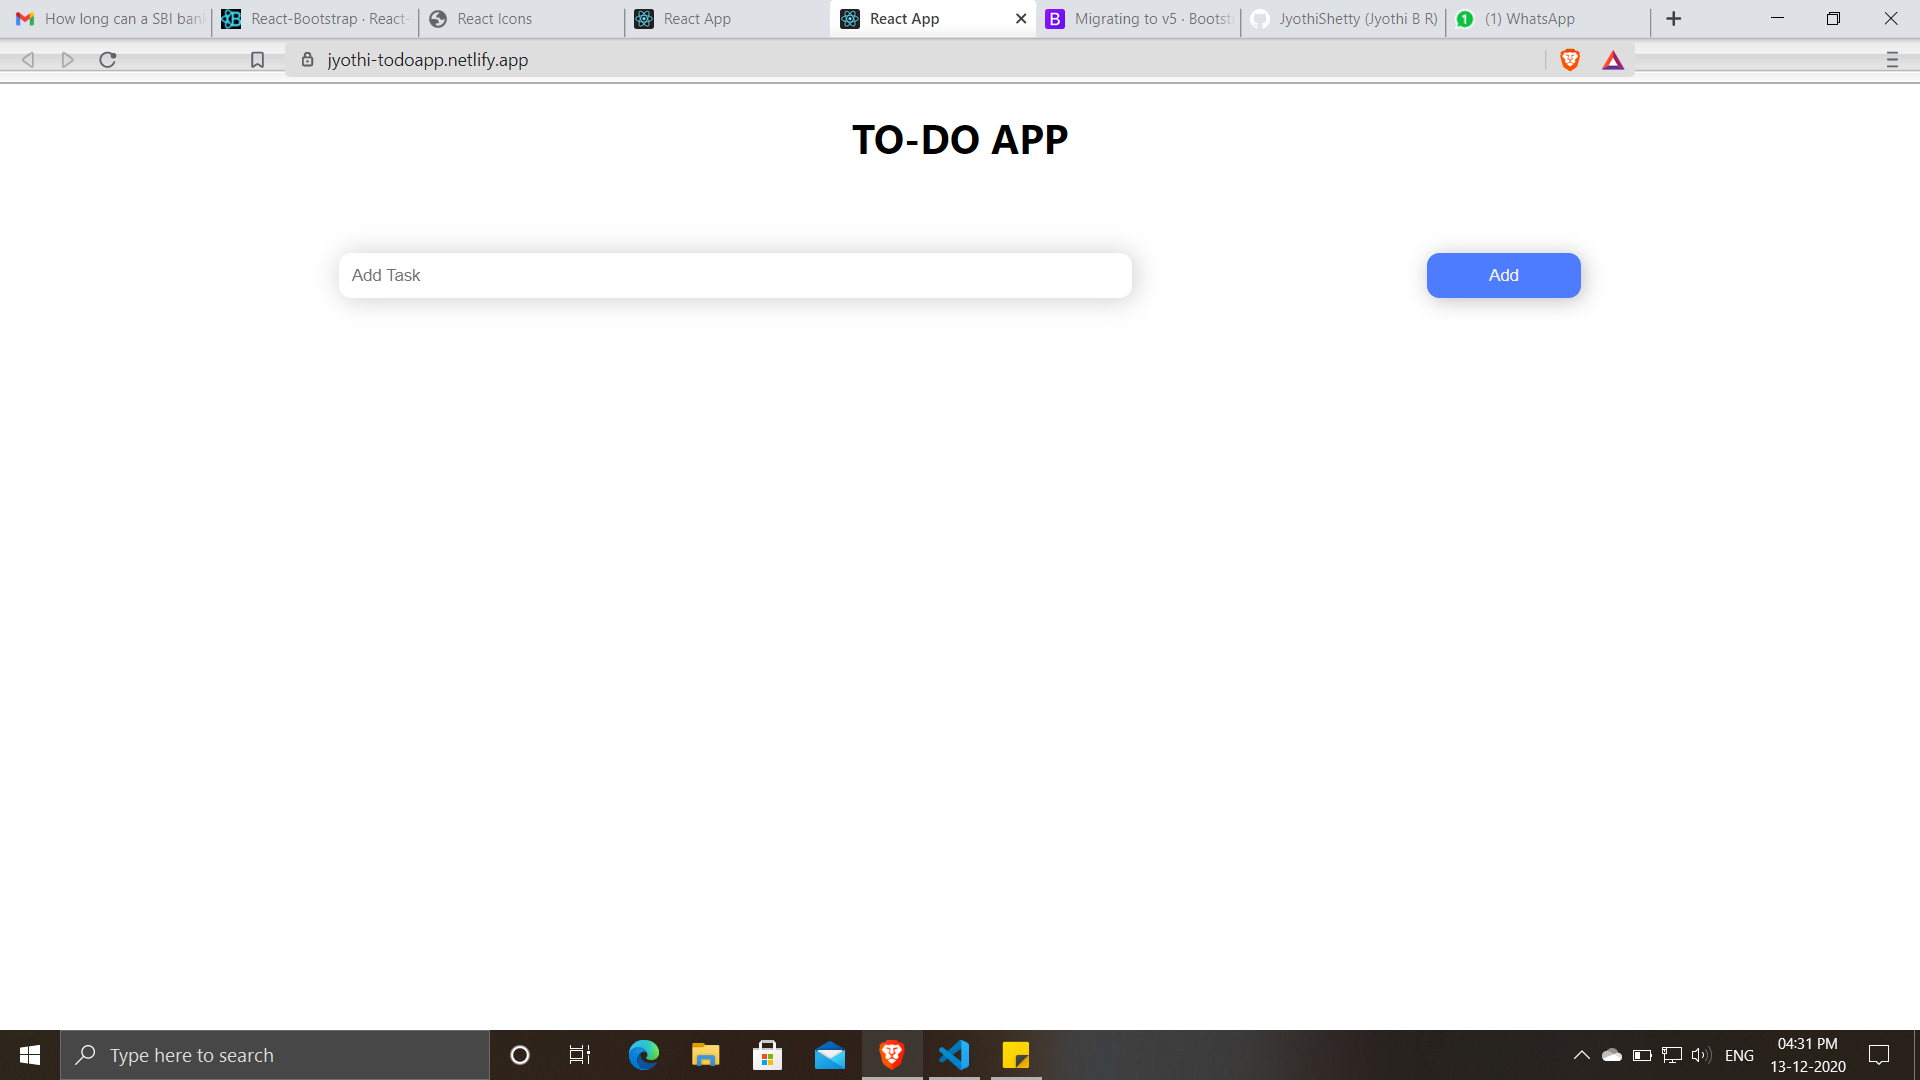 How long can a SBI ban
React-Bootstrap · React-
React Icons
React App
React App
Migrating to v5 · Bootst
JyothiShetty (Jyothi B R)
1
(1) WhatsApp
jyothi-todoapp.netlify.app
TO-DO APP
Add Task
Add
Type here to search
ENG
04:31 PM
13-12-2020